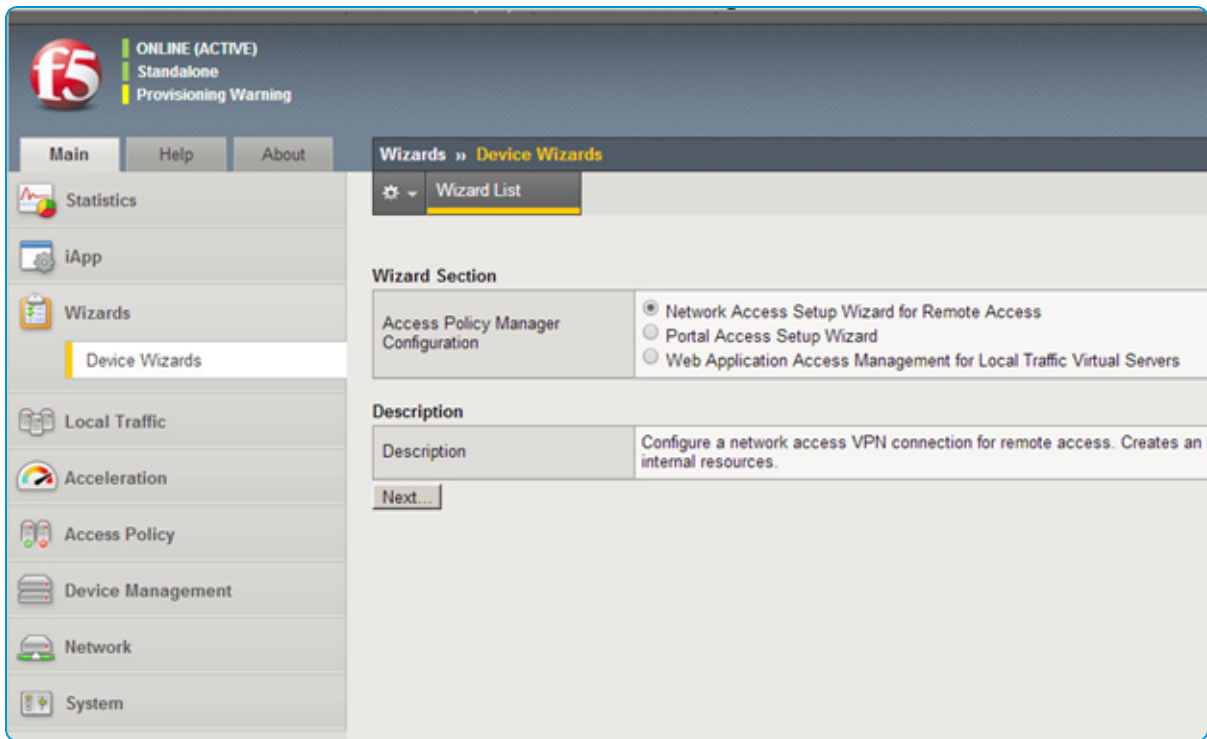 f5
ONLINE (ACTIVE)
Standalone
Provisioning Warning
Main Help About
Wizards » Device Wizards
Wizard List
Statistics
iApp
Wizards
Device Wizards
Local Traffic
Acceleration
Access Policy
Device Management
Network
System
Wizard Section
Access Policy Manager
Configuration
Network Access Setup Wizard for Remote Access
Portal Access Setup Wizard
Web Application Access Management for Local Traffic Virtual Servers
Description
Description
Configure a network access VPN connection for remote access. Creates an
internal resources.
Next...